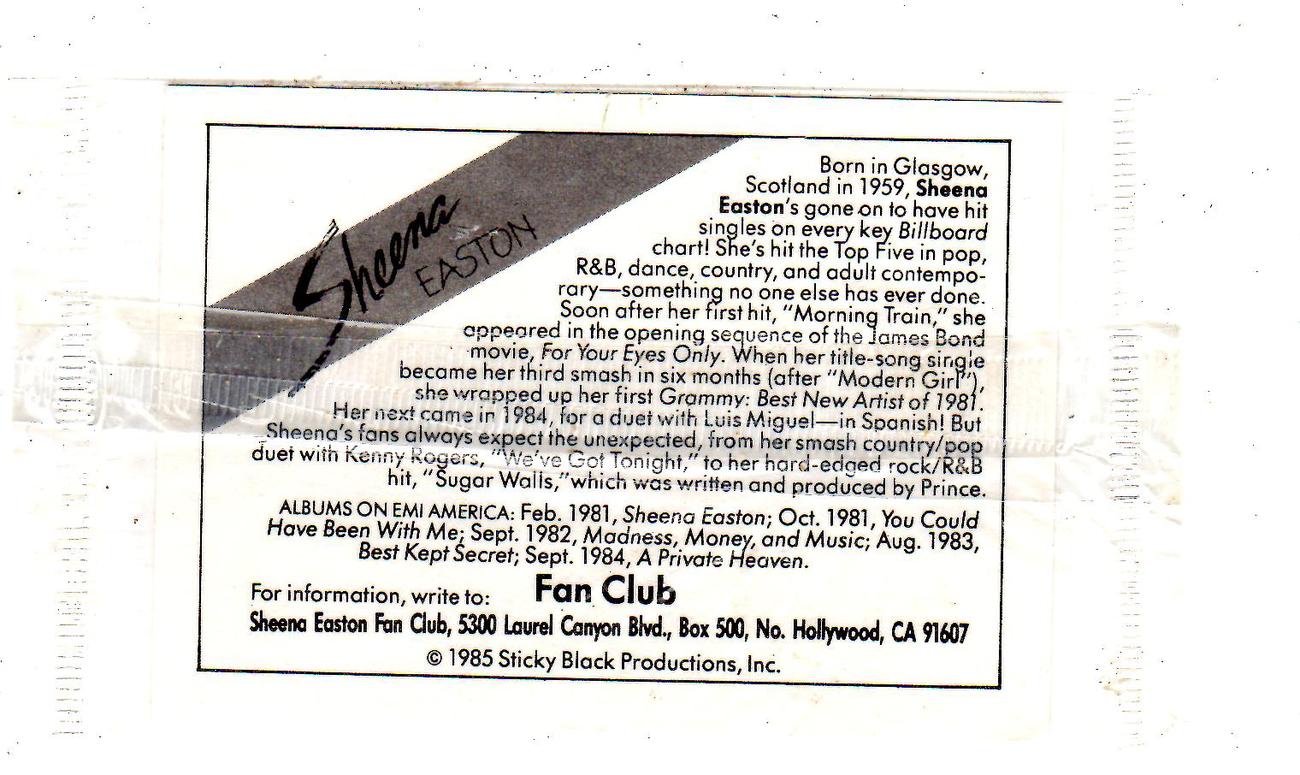 Sheena
EASTON
Born in Glasgow,
Scotland in 1959, Sheena
Easton's gone on to have hit
singles on every key Billboard
chart! She's hit the Top Five in pop,
R&B, dance, country, and adult contempo-
rary—something no one else has ever done.
Soon after her first hit, "Morning Train," she
appeared in the opening sequence of the James Bond
movie, For Your Eyes Only. When her title-song single
became her third smash in six months (after "Modern Girl"),
she wrapped up her first Grammy: Best New Artist of 1981.
Her next came in 1984, for a duet with Luis Miguel—in Spanish! But
Sheena's fans always expect the unexpected, from her smash country/pop
duet with Kenny Rogers, "We've Got Tonight," to her hard-edged rock/R&B
hit, "Sugar Walls," which was written and produced by Prince.
ALBUMS ON EMI AMERICA: Feb. 1981, Sheena Easton; Oct. 1981, You Could
Have Been With Me; Sept. 1982, Madness, Money, and Music; Aug. 1983,
Best Kept Secret; Sept. 1984, A Private Heaven.
For information, write to: Fan Club
Sheena Easton Fan Club, 5300 Laurel Canyon Blvd., Box 500, No. Hollywood, CA 91607
© 1985 Sticky Black Productions, Inc.